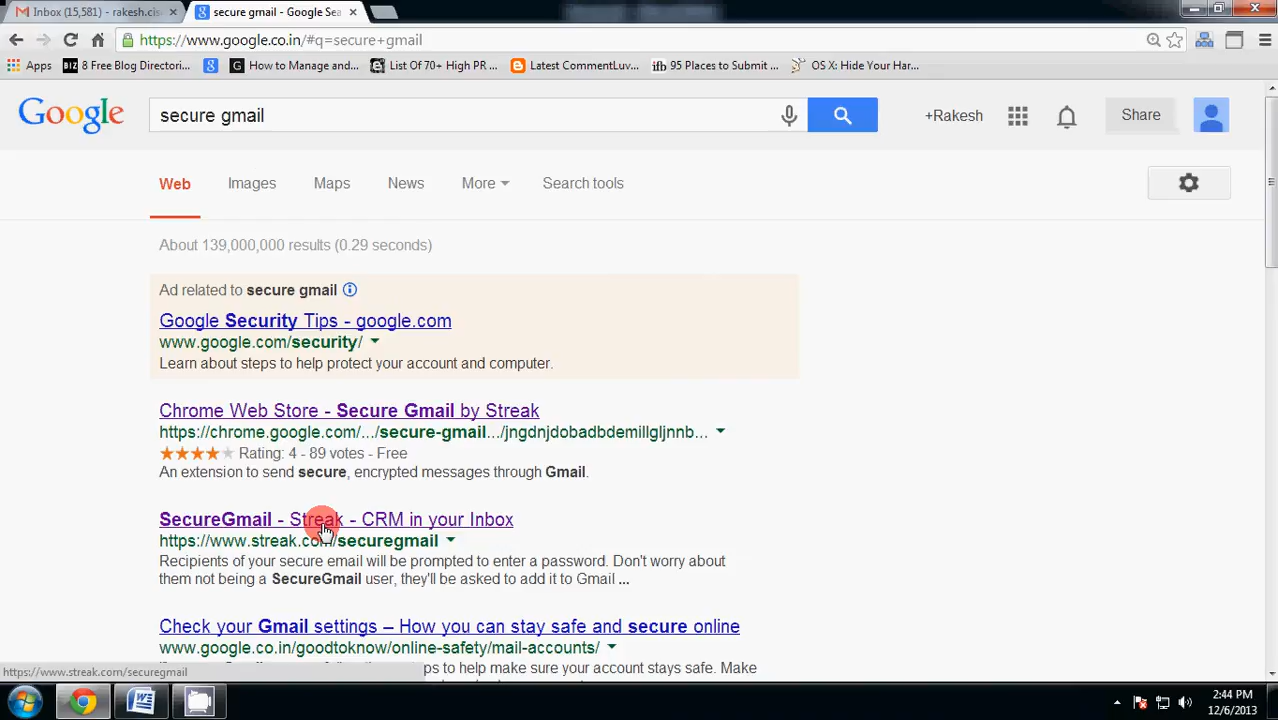 Inbox (15,581) - rakesh.cis
secure gmail - Google Sea
https://www.google.co.in/#q=secure+gmail
Apps
BIZ 8 Free Blog Directori...
G How to Manage and...
List Of 70+ High PR ...
Latest CommentLuv...
ifb 95 Places to Submit ...
OS X: Hide Your Har...
Google
secure gmail
+Rakesh
Share
Web
Images
Maps
News
More
Search tools
About 139,000,000 results (0.29 seconds)
Ad related to secure gmail
Google Security Tips - google.com
www.google.com/security/
Learn about steps to help protect your account and computer.
Chrome Web Store - Secure Gmail by Streak
https://chrome.google.com/.../secure-gmail.../jngdnjdobadbdemillgljnnb...
Rating: 4 - 89 votes - Free
An extension to send secure, encrypted messages through Gmail.
SecureGmail - Streak - CRM in your Inbox
https://www.streak.com/securegmail
Recipients of your secure email will be prompted to enter a password. Don't worry about
them not being a SecureGmail user, they'll be asked to add it to Gmail ...
Check your Gmail settings – How you can stay safe and secure online
www.google.co.in/goodtoknow/online-safety/mail-accounts/
to help make sure your account stays safe. Make
https://www.streak.com/securegmail
2:44 PM
12/6/2013